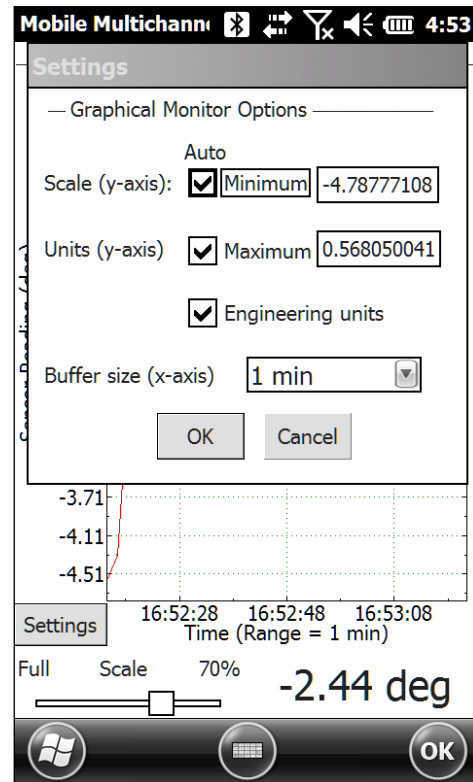 Mobile Multichann 4:53
Settings
Graphical Monitor Options
Auto
Scale (y-axis): Minimum -4.78777108
Units (y-axis) Maximum 0.568050041
Engineering units
Buffer size (x-axis) 1 min
OK Cancel
-3.71
-4.11
-4.51
16:52:28 16:52:48 16:53:08
Settings Time (Range = 1 min)
Full Scale 70%
-2.44 deg
OK